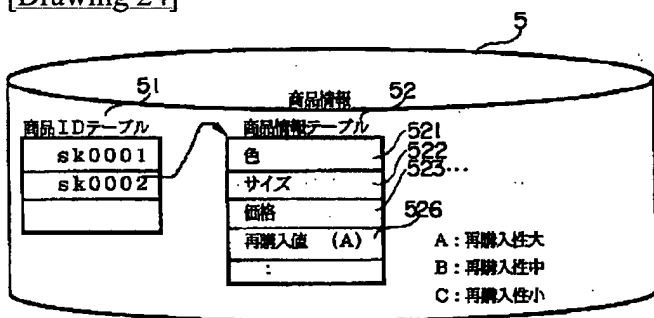 [Drawing 24]
5
商品情報
51
52
商品IDテーブル
商品情報テーブル
sk0001
sk0002
色
521
サイズ
522
価格
523…
再購入値 (A)
526
:
A:再購入性大
B:再購入性中
C:再購入性小